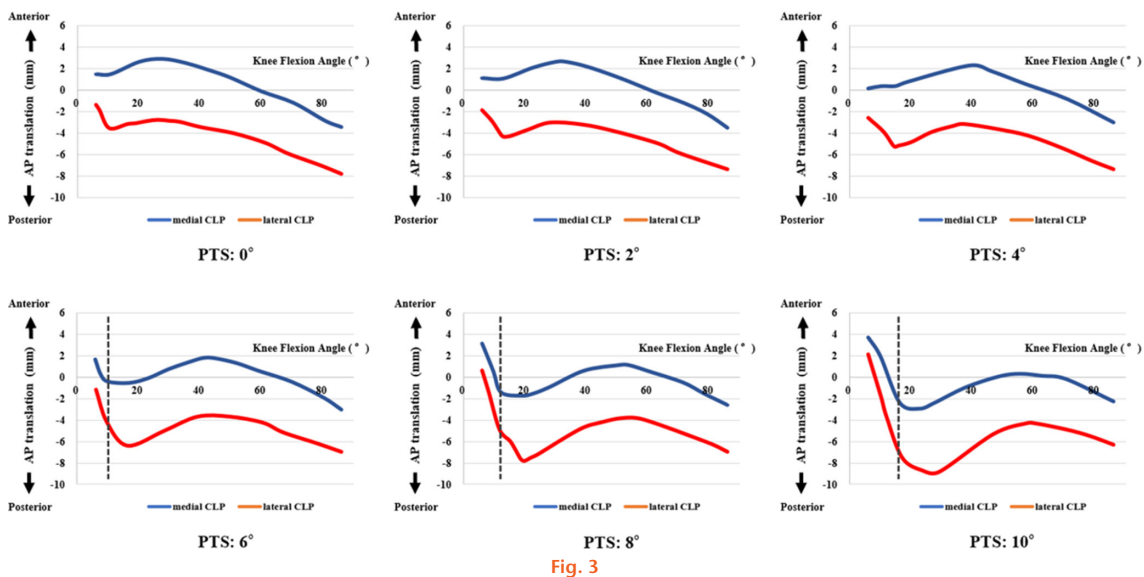 Anterior
AP translation (mm)
Posterior
6
4
2
0
-2
-4
-6
-8
-10
20
40
60
80
Knee Flexion Angle ( ° )
medial CLP
lateral CLP
PTS: 0°
Anterior
AP translation (mm)
Posterior
6
4
2
0
-2
-4
-6
-8
-10
0
20
40
60
80
Knee Flexion Angle ( ° )
medial CLP
lateral CLP
PTS: 2°
Anterior
AP translation (mm)
Posterior
6
4
2
0
-2
-4
-6
-8
-10
0
20
40
60
80
Knee Flexion Angle ( ° )
medial CLP
lateral CLP
PTS: 4°
Anterior
AP translation (mm)
Posterior
6
4
2
0
-2
-4
-6
-8
-10
0
20
40
60
80
Knee Flexion Angle ( ° )
medial CLP
lateral CLP
PTS: 6°
Anterior
AP translation (mm)
Posterior
6
4
2
0
-2
-4
-6
-8
-10
0
20
40
60
80
Knee Flexion Angle ( ° )
medial CLP
lateral CLP
PTS: 8°
Anterior
AP translation (mm)
Posterior
6
4
2
0
-2
-4
-6
-8
-10
0
20
40
60
80
Knee Flexion Angle ( ° )
medial CLP
lateral CLP
PTS: 10°
Fig. 3